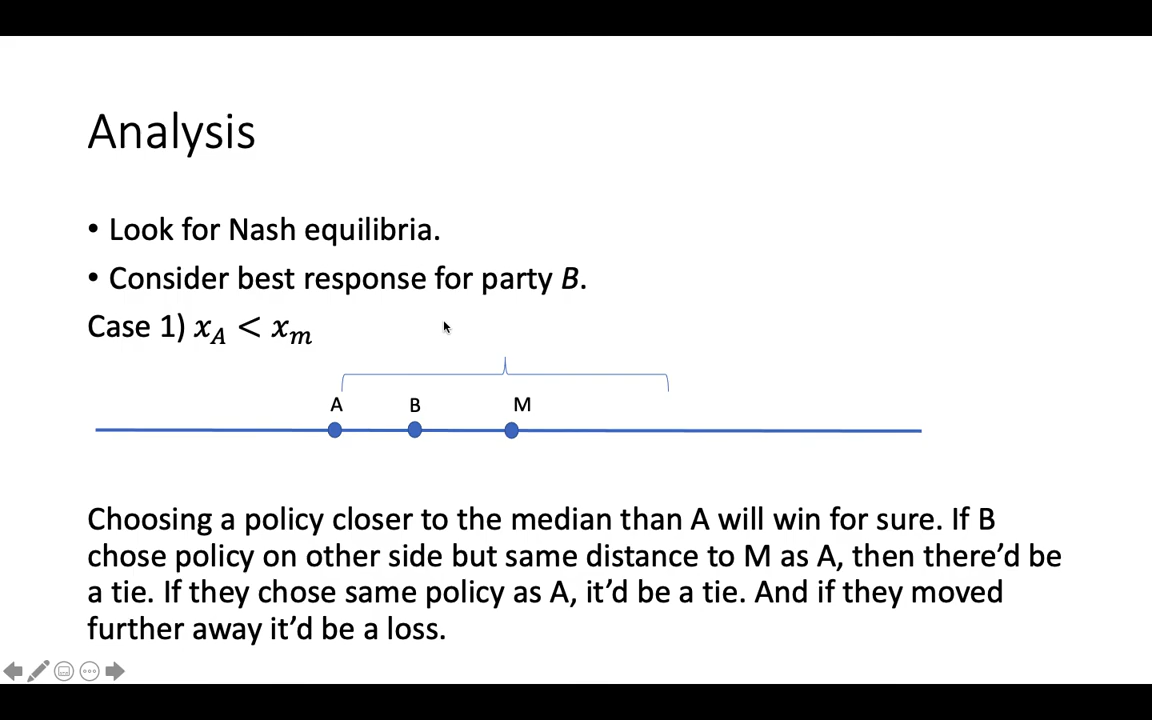 Analysis
• Look for Nash equilibria.
• Consider best response for party B.
Case 1) 𝑥𝐴 < 𝑥𝑚
A B M
Choosing a policy closer to the median than A will win for sure. If B
chose policy on other side but same distance to M as A, then there’d be
a tie. If they chose same policy as A, it’d be a tie. And if they moved
further away it’d be a loss.